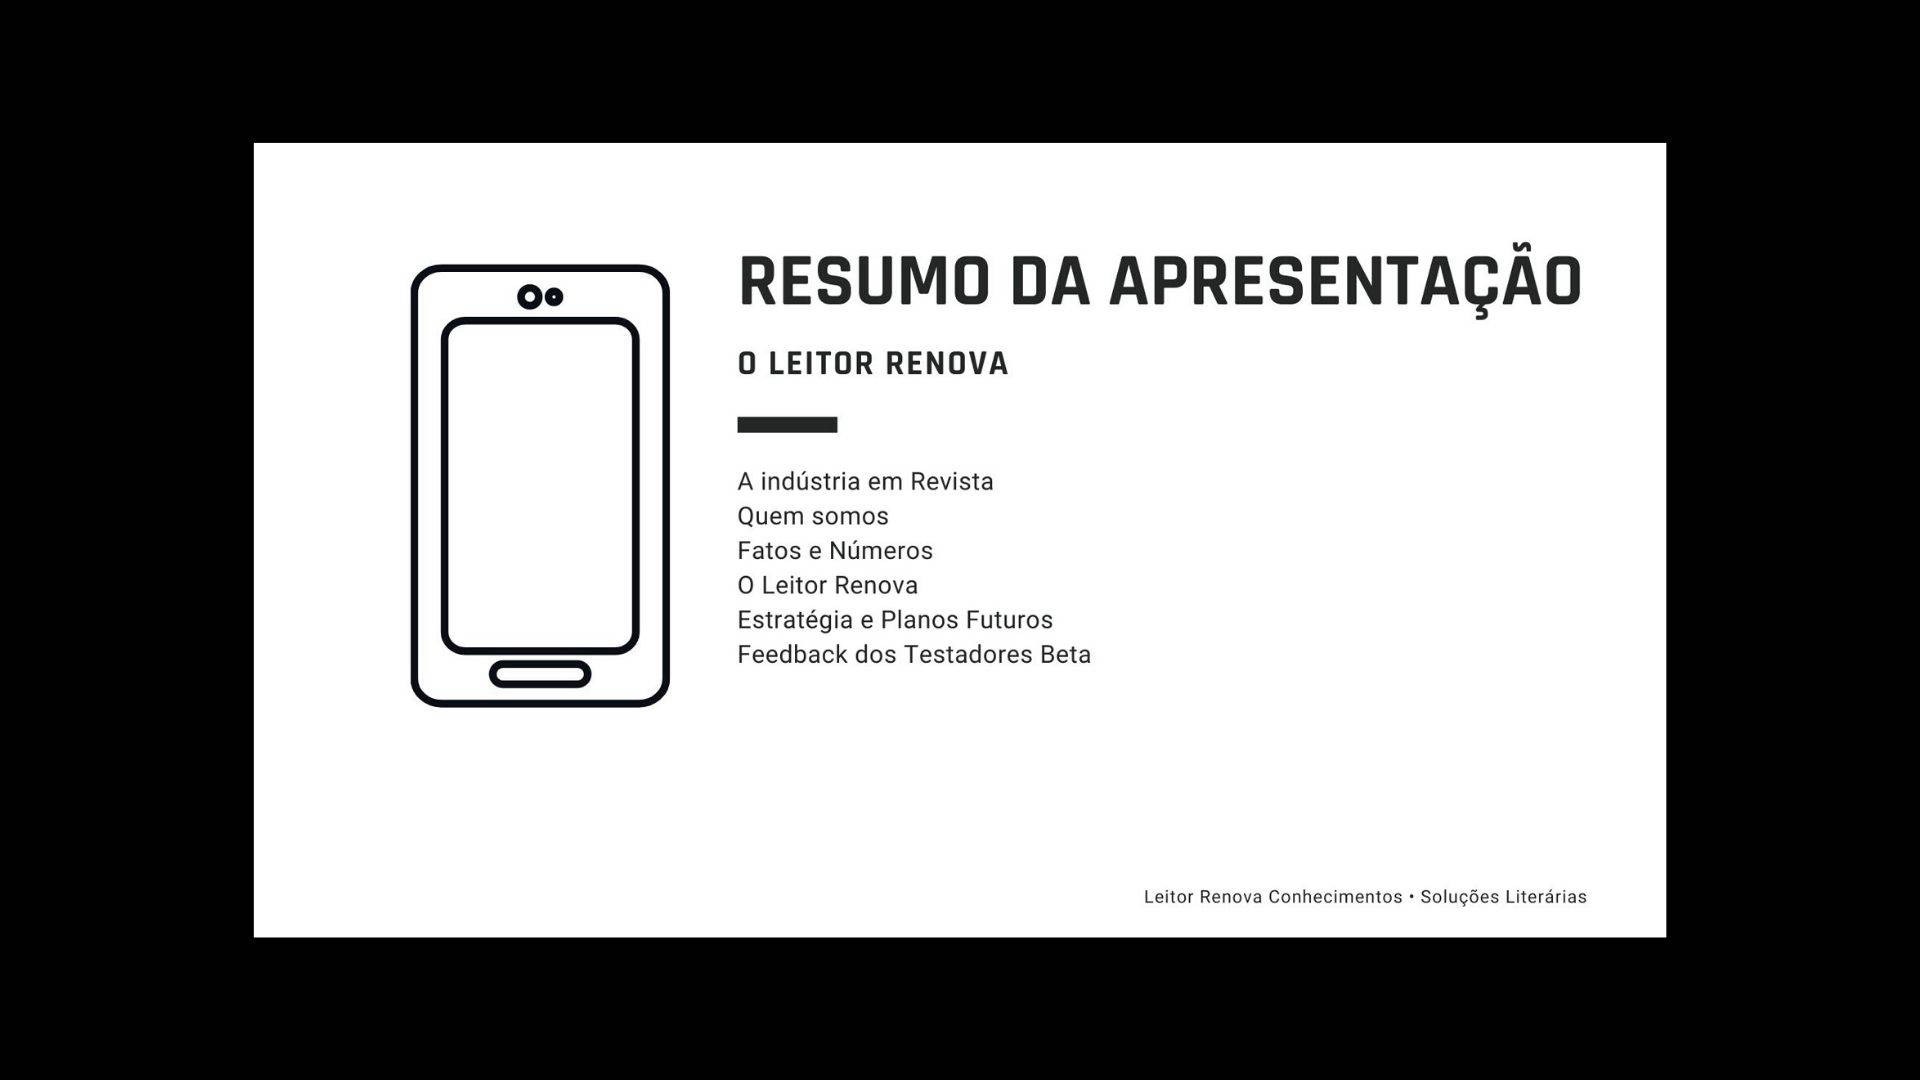 RESUMO DA APRESENTAÇÃO
O LEITOR RENOVA
A indústria em Revista
Quem somos
Fatos e Números
O Leitor Renova
Estratégia e Planos Futuros
Feedback dos Testadores Beta
Leitor Renova Conhecimentos • Soluções Literárias